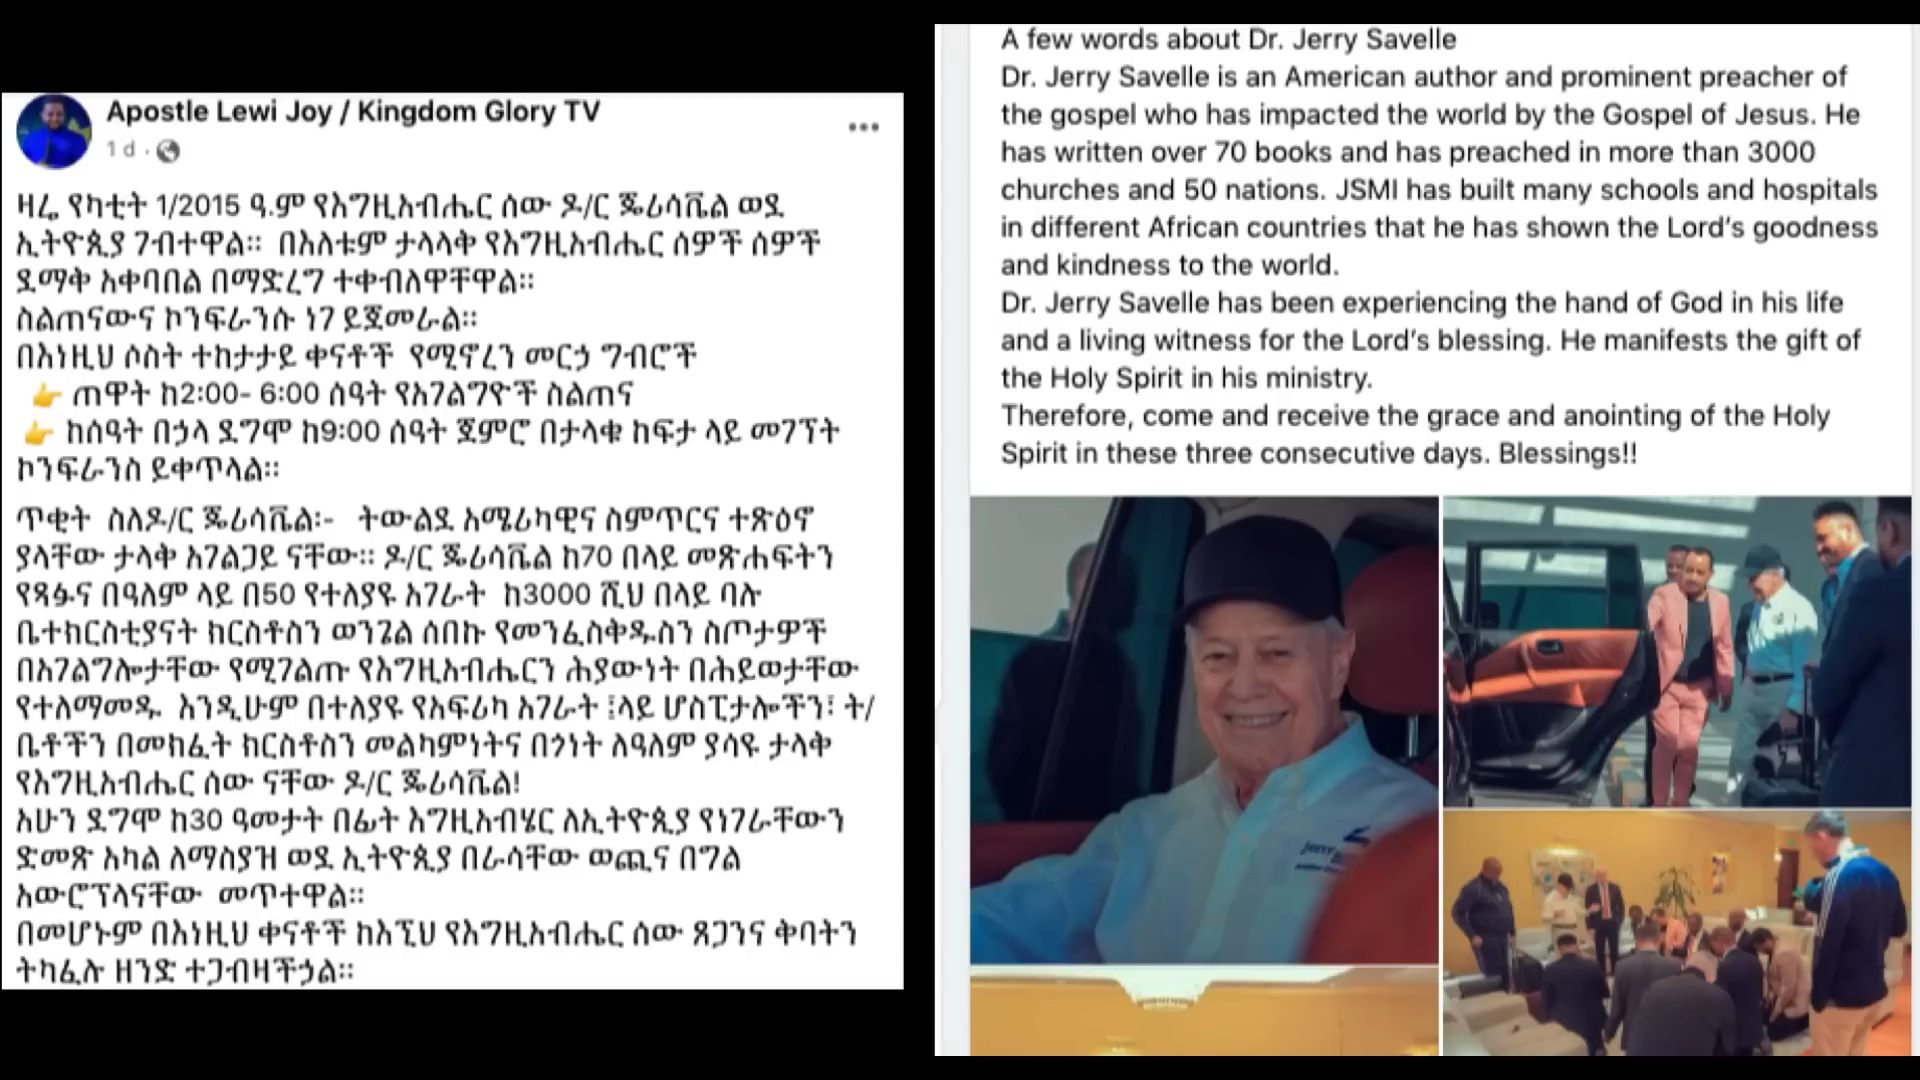 Apostle Lewi Joy / Kingdom Glory TV
1 d ·
ዛሬ የካቲት 1/2015 ዓ.ም የእግዚአብሔር ሰው ዶ/ር ጄሪሳቬል ወደ
ኢትዮጲያ ገብተዋል። በእለቱም ታላላቅ የእግዚአብሔር ሰዎች ሰዎች
ደማቅ አቀባበል በማድረግ ተቀብለዋቸዋል።
ስልጠናውና ኮንፍራንሱ ነገ ይጀመራል።
በእነዚህ ሶስት ተከታታይ ቀናቶች የሚኖረን መርኃ ግብሮች
👉 ጠዋት ከ2:00- 6:00 ሰዓት የአገልግዮች ስልጠና
👉 ከሰዓት በኃላ ደግሞ ከ9:00 ሰዓት ጀምሮ በታላቁ ከፍታ ላይ መገኘት
ኮንፍራንስ ይቀጥላል።
ጥቂት ስለዶ/ር ጄሪሳቬል፡- ትውልደ አሜሪካዊና ስምጥርና ተጽዕኖ
ያላቸው ታላቅ አገልጋይ ናቸው። ዶ/ር ጄሪሳቬል ከ70 በላይ መጽሐፍትን
የጻፉና በዓለም ላይ በ50 የተለያዩ አገራት ከ3000 ሺህ በላይ ባሉ
ቤተክርስቲያናት ክርስቶስን ወንጌል ሰበኩ የመንፈስቅዱስን ስጦታዎች
በአገልግሎታቸው የሚገልጡ የእግዚአብሔርን ሕያውነት በሕይወታቸው
የተለማመዱ እንዲሁም በተለያዩ የአፍሪካ አገራት ፤ላይ ሆስፒታሎችን፣ ት/
ቤቶችን በመክፈት ክርስቶስን መልካምነትና በጎነት ለዓለም ያሳዩ ታላቅ
የእግዚአብሔር ሰው ናቸው ዶ/ር ጄሪሳቬል!
አሁን ደግሞ ከ30 ዓመታት በፊት እግዚአብሄር ለኢትዮጲያ የነገራቸውን
ድመጽ አካል ለማስያዝ ወደ ኢትዮጲያ በራሳቸው ወጪና በግል
አውሮፕላናቸው መጥተዋል።
በመሆኑም በእነዚህ ቀናቶች ከእኚህ የእግዚአብሔር ሰው ጸጋንና ቅባትን
ትካፈሉ ዘንድ ተጋብዛችኃል።
A few words about Dr. Jerry Savelle
Dr. Jerry Savelle is an American author and prominent preacher of
the gospel who has impacted the world by the Gospel of Jesus. He
has written over 70 books and has preached in more than 3000
churches and 50 nations. JSMI has built many schools and hospitals
in different African countries that he has shown the Lord's goodness
and kindness to the world.
Dr. Jerry Savelle has been experiencing the hand of God in his life
and a living witness for the Lord's blessing. He manifests the gift of
the Holy Spirit in his ministry.
Therefore, come and receive the grace and anointing of the Holy
Spirit in these three consecutive days. Blessings!!
Jerry